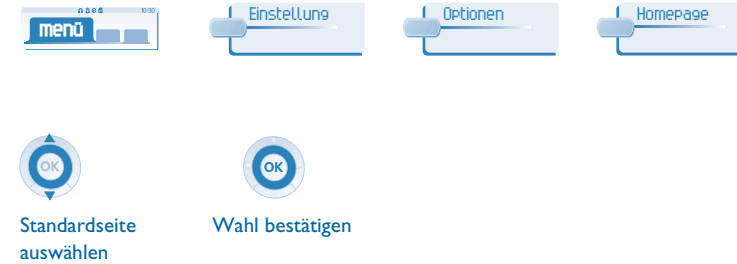 10:30
menü
Einstellung
Optionen
Homepage
OK
OK
Standardseite
auswählen
Wahl bestätigen